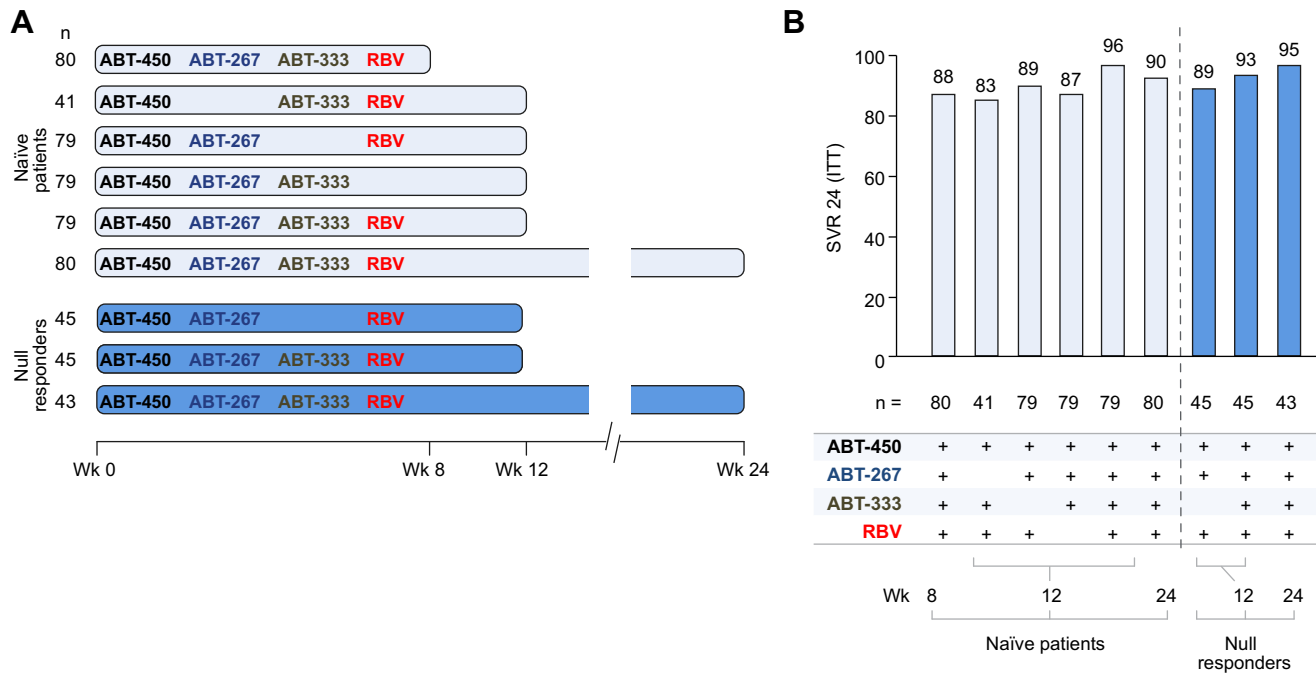 A
n
80 ABT-450 ABT-267 ABT-333 RBV
41 ABT-450 ABT-333 RBV
79 ABT-450 ABT-267 RBV
79 ABT-450 ABT-267 ABT-333
79 ABT-450 ABT-267 ABT-333 RBV
80 ABT-450 ABT-267 ABT-333 RBV
Naïve
patients
45 ABT-450 ABT-267 RBV
45 ABT-450 ABT-267 ABT-333 RBV
43 ABT-450 ABT-267 ABT-333 RBV
Null
responders
Wk 0 Wk 8 Wk 12 Wk 24
B
SVR 24 (ITT)
100
80
60
40
20
0
88 83 89 87 96 90 89 93 95
n = 80 41 79 79 79 80 45 45 43
ABT-450 + + + + + + + + +
ABT-267 + + + + + + + +
ABT-333 + + + + + + +
RBV + + + + + + + +
Wk 8 12 24 12 24
Naïve patients
Null
responders